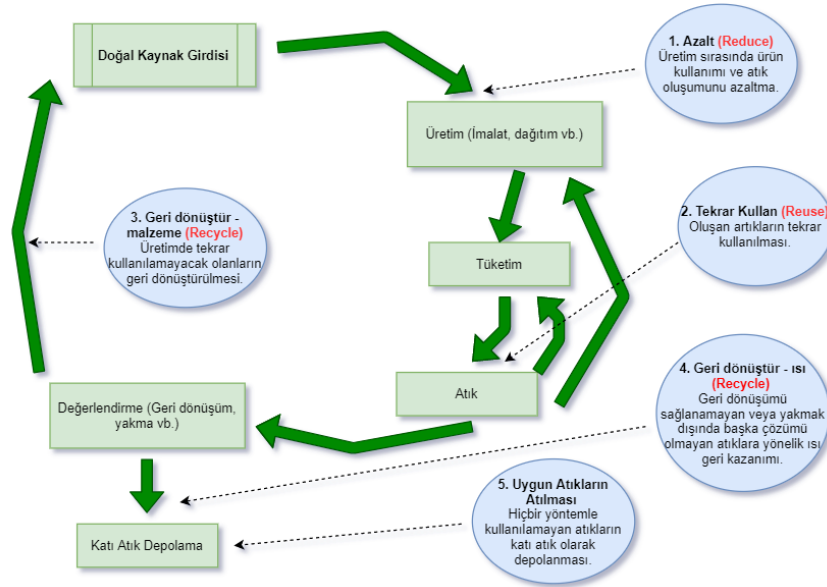 Doğal Kaynak Girdisi
1. Azalt (Reduce)
Üretim sırasında ürün
kullanımı ve atık
oluşumunu azaltma.
Üretim (İmalat, dağıtım vb.)
2. Tekrar Kullan (Reuse)
Oluşan artıkların tekrar
kullanılması.
3. Geri dönüştür -
malzeme (Recycle)
Üretimde tekrar
kullanılamayacak olanların
geri dönüştürülmesi.
Tüketim
4. Geri dönüştür - ısı
(Recycle)
Geri dönüşümü
sağlanamayan veya yakmak
dışında başka çözümü
olmayan atıklara yönelik ısı
geri kazanımı.
Atık
Değerlendirme (Geri dönüşüm,
yakma vb.)
5. Uygun Atıkların
Atılması
Hiçbir yöntemle
kullanılamayan atıkların
katı atık olarak
depolanması.
Katı Atık Depolama